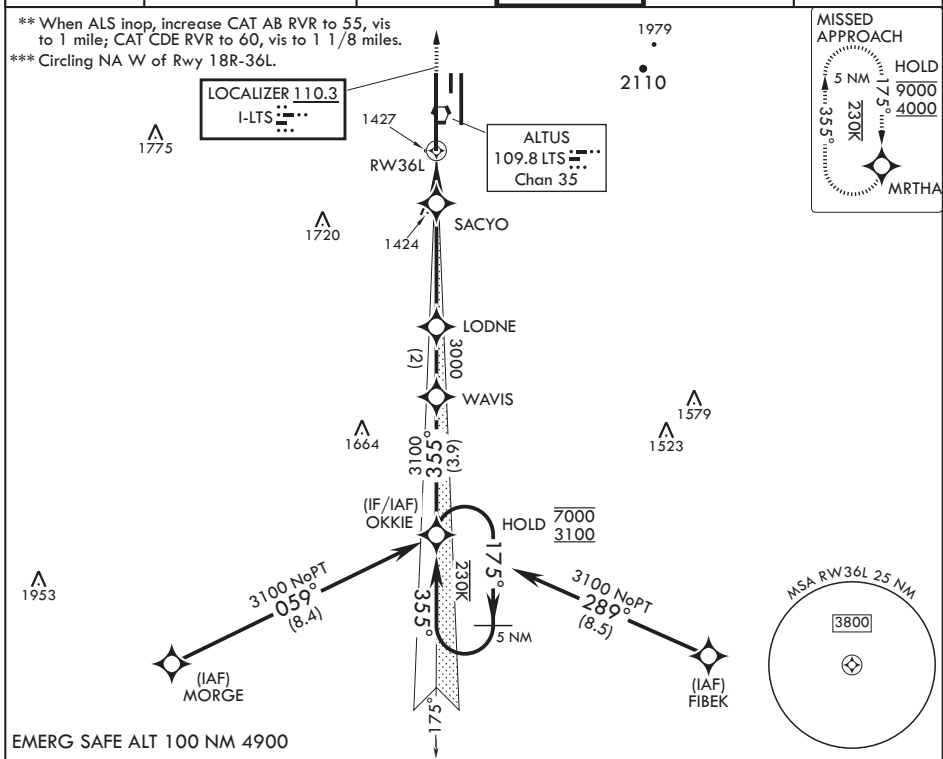 ** When ALS inop, increase CAT AB RVR to 55, vis
to 1 mile; CAT CDE RVR to 60, vis to 1 1/8 miles.
*** Circling NA W of Rwy 18R-36L.
LOCALIZER 110.3
I-LTS
1979
2110
MISSED
APPROACH
5 NM
HOLD
9000
4000
175°
230K
355°
MRTHA
1775
1427
RW36L
ALTUS
109.8 LTS
Chan 35
1720
1424
SACYO
LODNE
(2)
3000
WAVIS
1579
1523
1664
3100
355°
(3.9)
(IF/IAF)
OKKIE
HOLD
7000
3100
175°
230K
355°
5 NM
1953
3100 NoPT
059°
(8.4)
3100 NoPT
289°
(8.5)
(IAF)
MORGE
(IAF)
FIBEK
MSA RW36L 25 NM
3800
175°
EMERG SAFE ALT 100 NM 4900